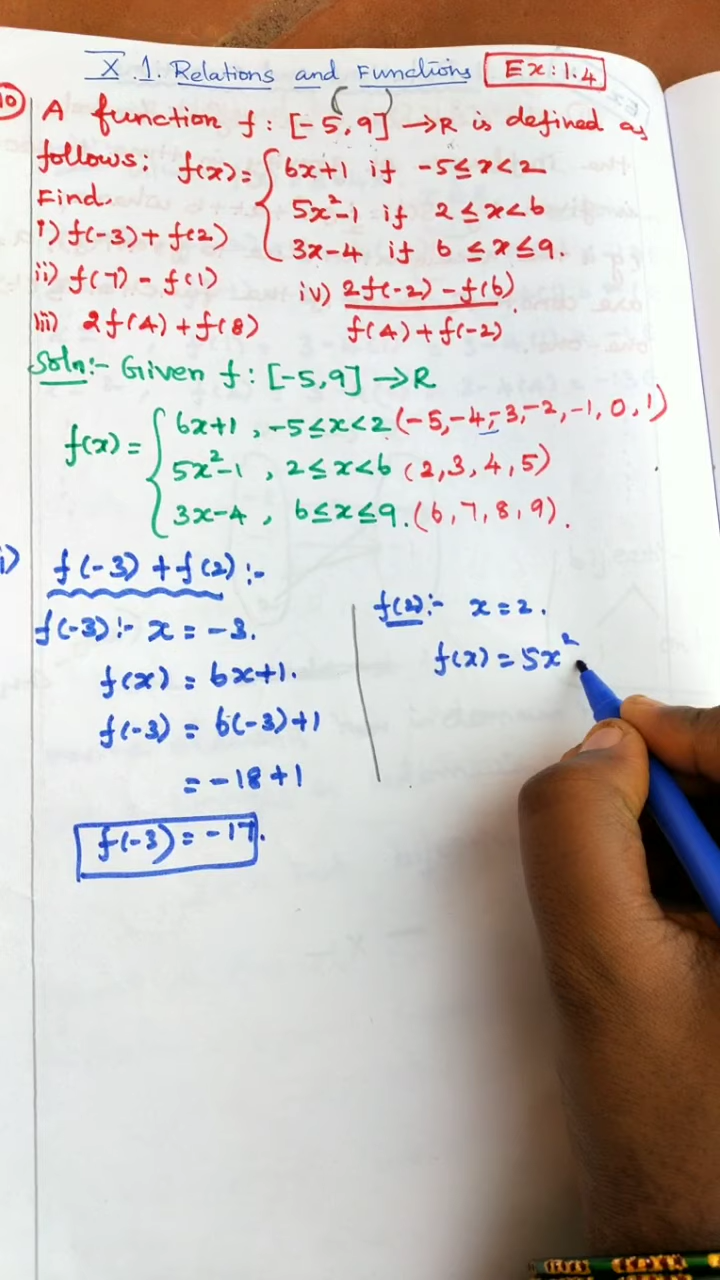 X .1. Relations and Functions Ex: 1.4
10 A function f : [-5, 9] → R is defined as
follows: f(x) = { 6x+1 if -5 ≤ x < 2
5x²-1 if 2 ≤ x < 6
3x-4 if 6 ≤ x ≤ 9.
Find.
i) f(-3) + f(2)
ii) f(7) - f(1)
iii) 2f(4) + f(8)
iv) 2f(-2) - f(6)
f(4) + f(-2)
Soln:- Given f : [-5, 9] → R
f(x) = { 6x+1 , -5 ≤ x < 2 (-5, -4, -3, -2, -1, 0, 1)
5x²-1 , 2 ≤ x < 6 (2, 3, 4, 5)
3x-4 , 6 ≤ x ≤ 9. (6, 7, 8, 9).
i) f(-3) + f(2) :-
f(-3) :- x = -3.
f(x) = 6x+1.
f(-3) = 6(-3)+1
= -18+1
f(-3) = -17.
f(2) :- x = 2.
f(x) = 5x²